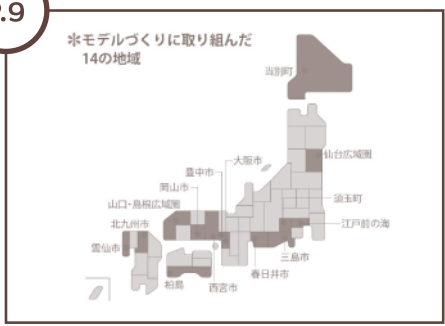 P.9
＊モデルづくりに取り組んだ
14の地域
当別町
仙台広域圏
大阪市
豊中市
岡山市
須玉町
山口・島根広域圏
江戸前の海
北九州市
三島市
雲仙市
春日井市
柏島
西宮市